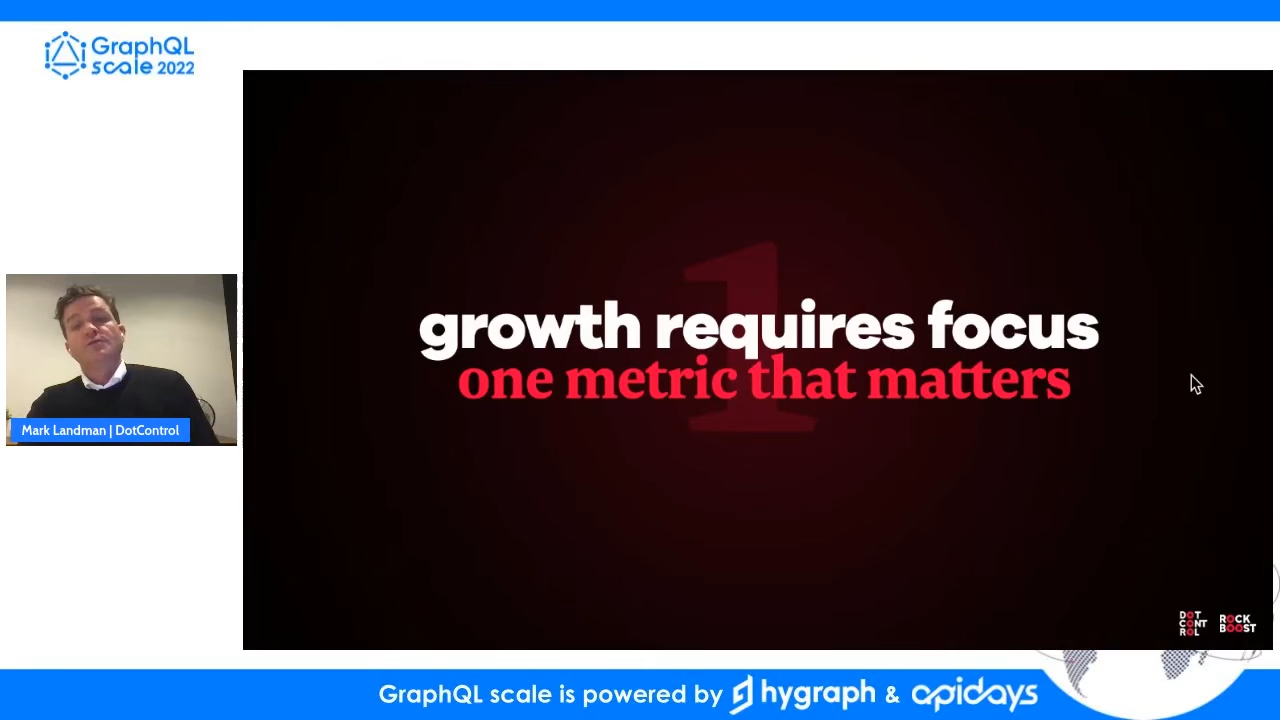 GraphQL
scale 2022
1
growth requires focus
one metric that matters
Mark Landman | DotControl
DOT
CONT
ROL
ROCK
BOOST
GraphQL scale is powered by hygraph & apidays